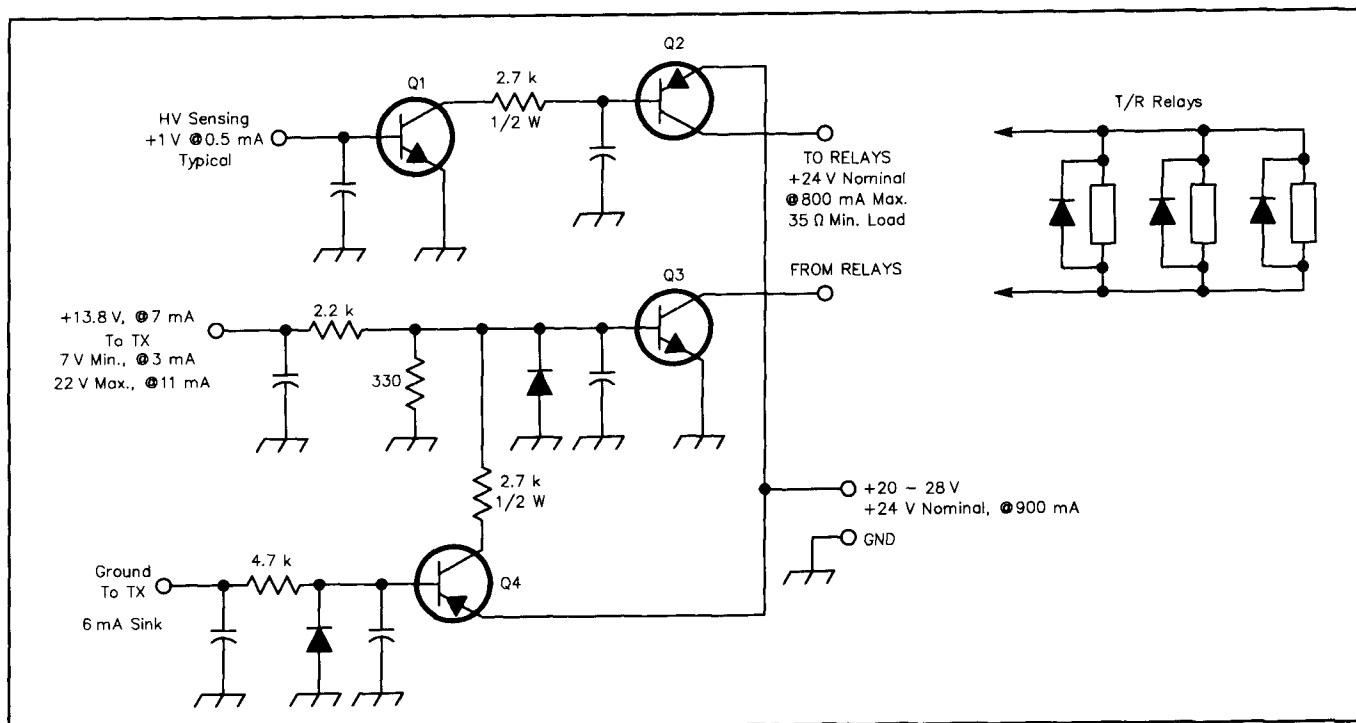 Q1
2.7 k
1/2 W
Q2
HV Sensing
+1 V @0.5 mA
Typical
TO RELAYS
+24 V Nominal
@800 mA Max.
35 Ω Min. Load
T/R Relays
FROM RELAYS
Q3
+13.8 V, @7 mA
To TX
7 V Min., @3 mA
22 V Max., @11 mA
2.2 k
330
2.7 k
1/2 W
+20 – 28 V
+24 V Nominal, @900 mA
GND
Ground
To TX
6 mA Sink
4.7 k
Q4